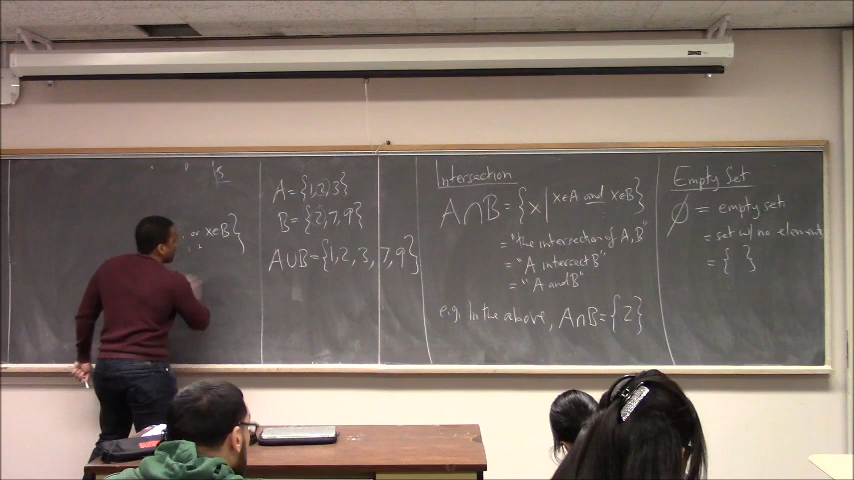 or x∈B}
A={1,2,3}
B={2,7,9}
A∪B={1,2,3,7,9}
Intersection
A∩B={x|x∈A and x∈B}
="the intersection of A,B"
="A intersect B"
="A and B"
e.g. In the above, A∩B={2}
Empty Set
∅ = empty set
= set w/ no element
= { }